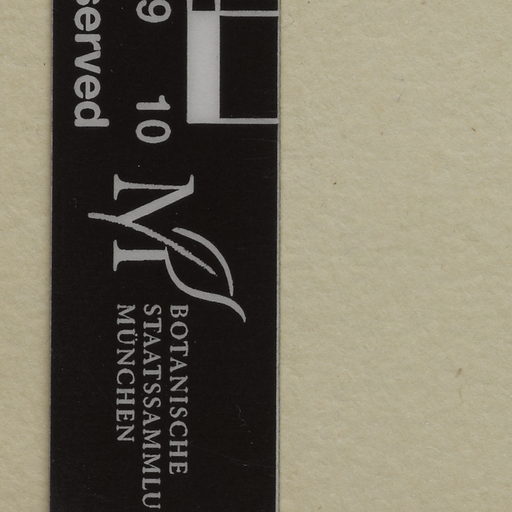 9 10
served
M
BOTANISCHE
STAATSSAMMLU
MÜNCHEN